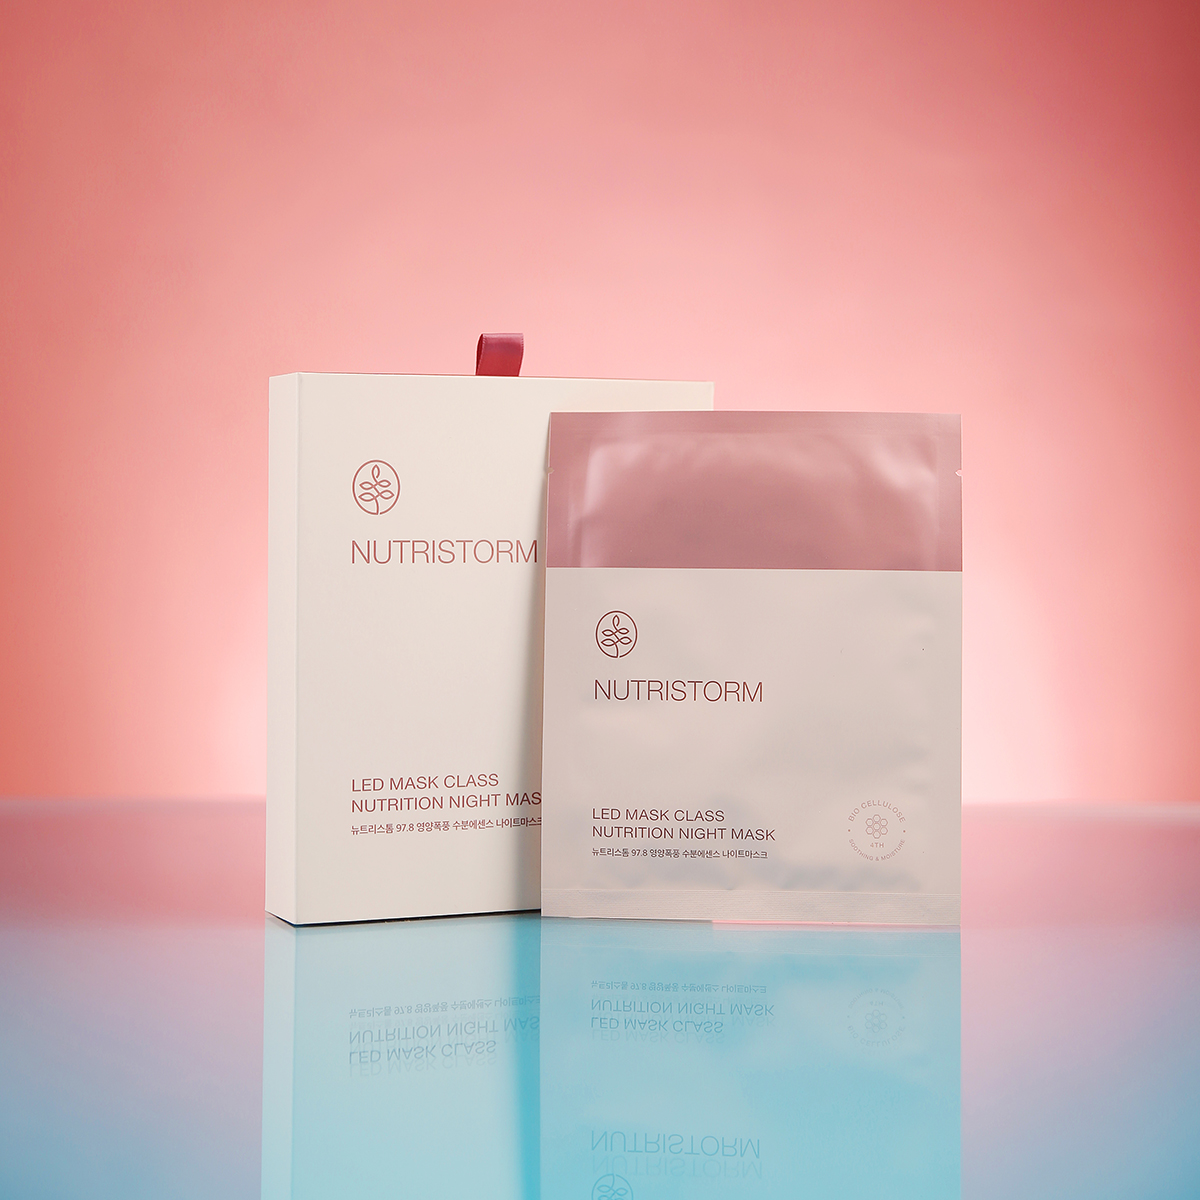 NUTRISTORM
LED MASK CLASS
NUTRITION NIGHT MAS
뉴트리스톰 97.8 영양폭풍 수분에센스 나이트마스크
NUTRISTORM
LED MASK CLASS
NUTRITION NIGHT MASK
뉴트리스톰 97.8 영양폭풍 수분에센스 나이트마스크
BIO CELLULOSE
4TH
SOOTHING & MOISTURE